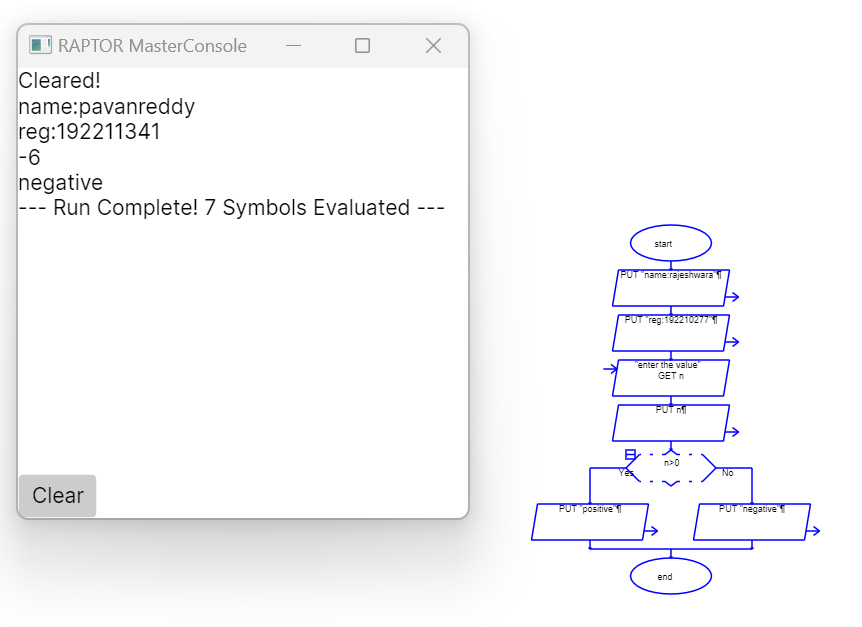 RAPTOR MasterConsole
Cleared!
name:pavanreddy
reg:192211341
-6
negative
--- Run Complete! 7 Symbols Evaluated ---
Clear
start
PUT "name:rajeshwara"¶
PUT "reg:192210277"¶
"enter the value"
GET n
PUT n¶
n>0
Yes
No
PUT "positive"¶
PUT "negative"¶
end